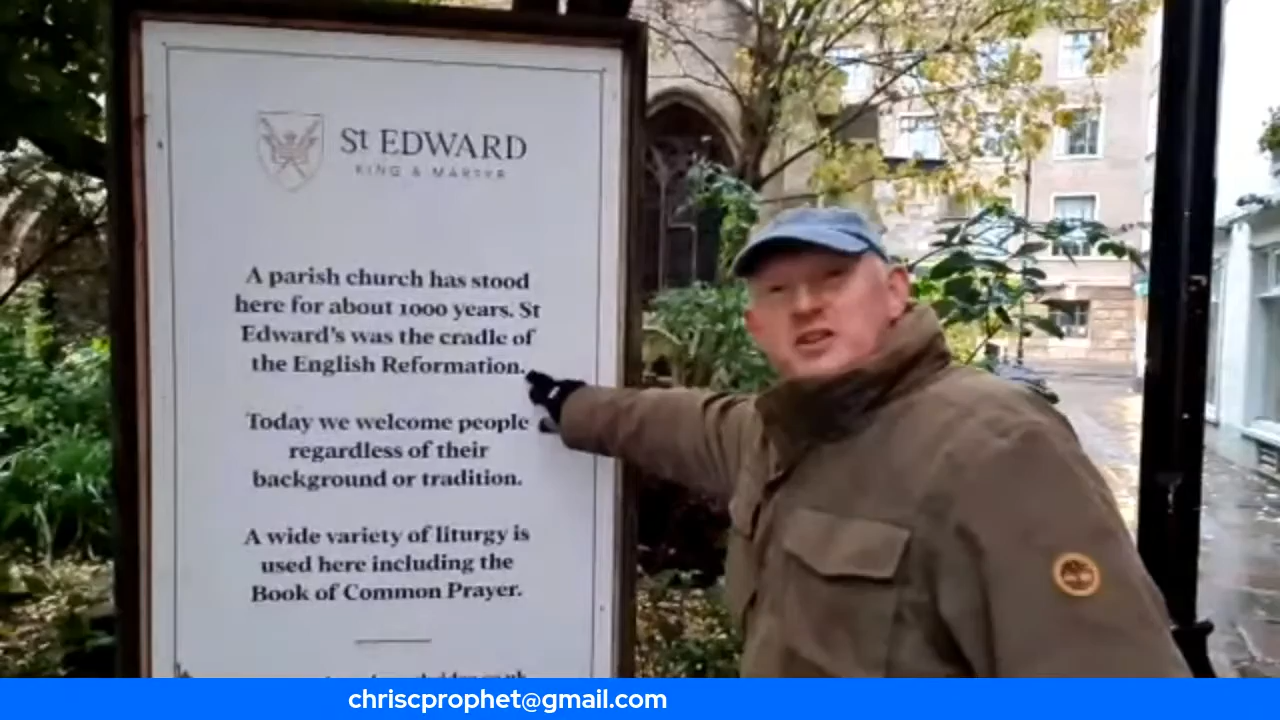 St EDWARD
KING & MARTYR
A parish church has stood
here for about 1000 years. St
Edward's was the cradle of
the English Reformation.
Today we welcome people
regardless of their
background or tradition.
A wide variety of liturgy is
used here including the
Book of Common Prayer.
chriscprophet@gmail.com